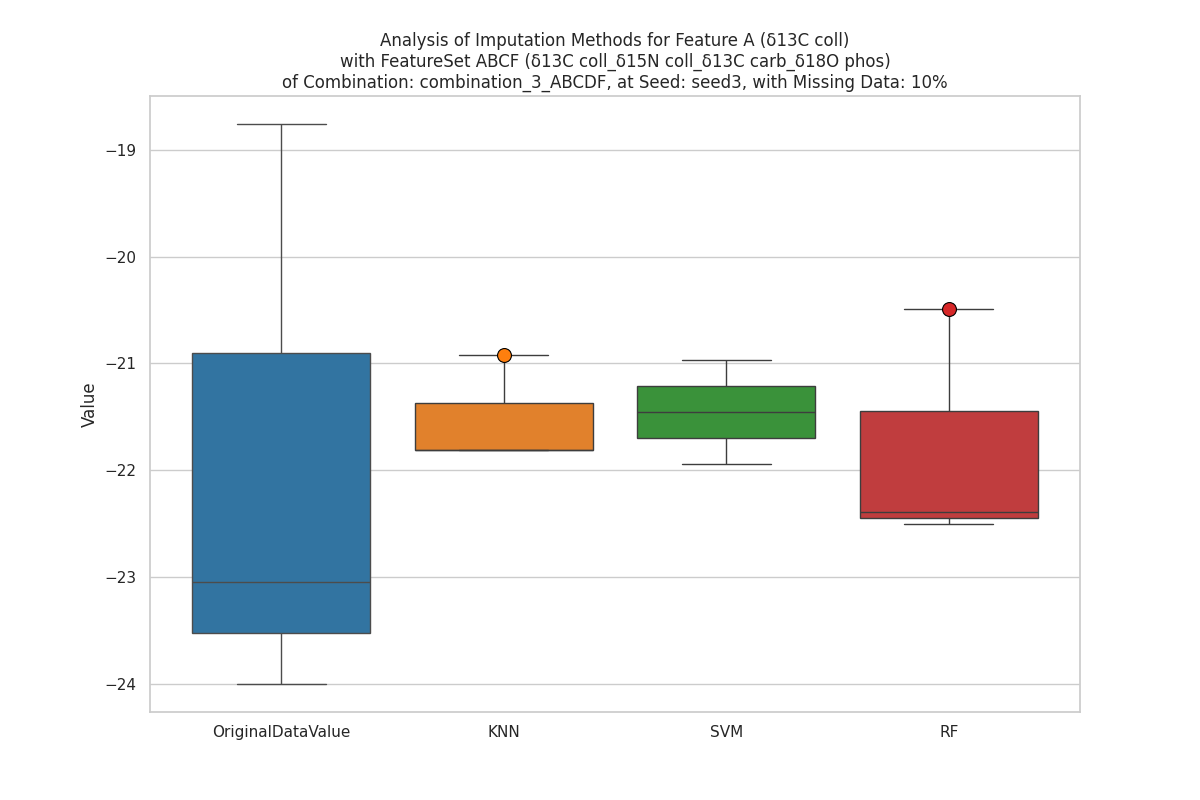 Analysis of Imputation Methods for Feature A (δ13C coll)
with FeatureSet ABCF (δ13C coll_δ15N coll_δ13C carb_δ18O phos)
of Combination: combination_3_ABCDF, at Seed: seed3, with Missing Data: 10%
Value
−19
−20
−21
−22
−23
−24
OriginalDataValue
KNN
SVM
RF